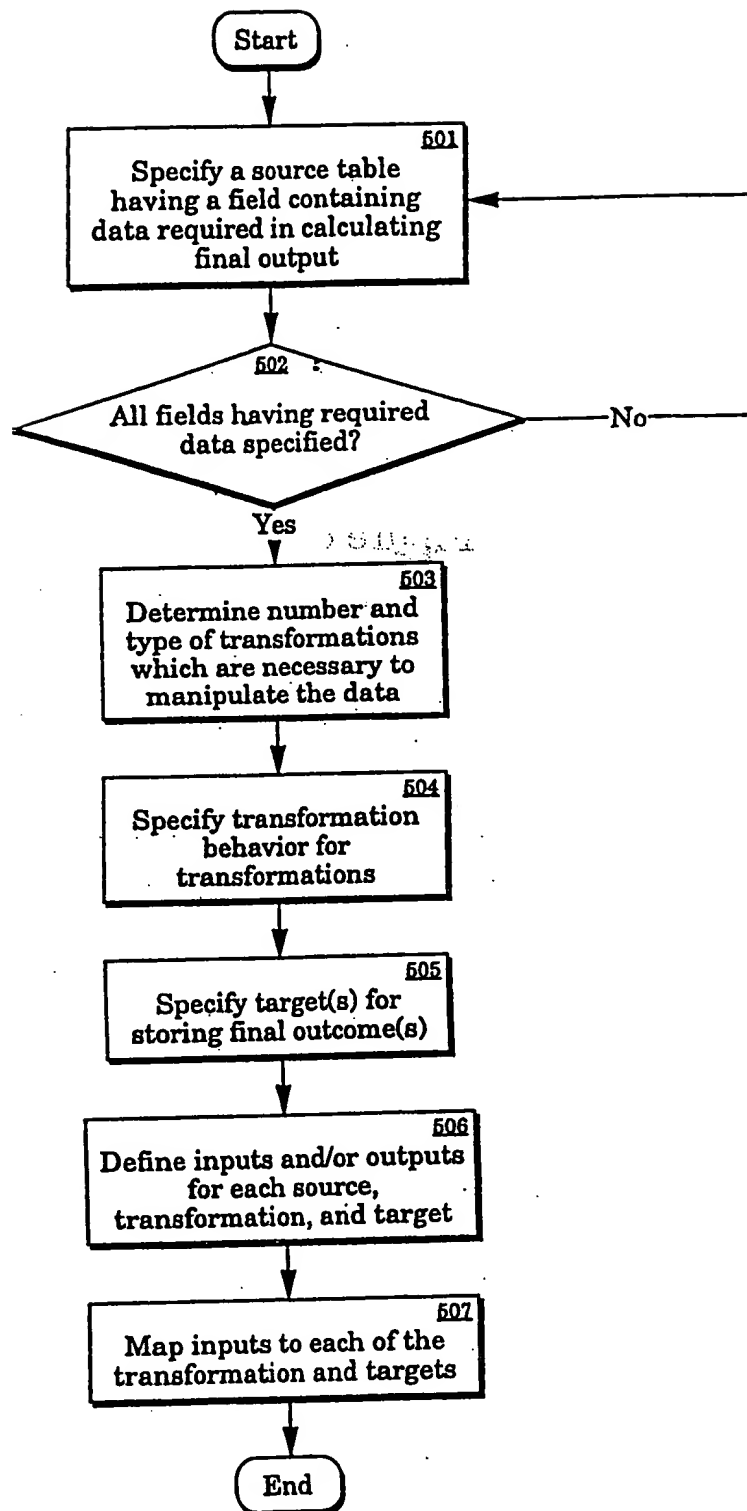 Start
501
Specify a source table
having a field containing
data required in calculating
final output
502
All fields having required
data specified?
No
Yes
503
Determine number and
type of transformations
which are necessary to
manipulate the data
504
Specify transformation
behavior for
transformations
505
Specify target(s) for
storing final outcome(s)
506
Define inputs and/or outputs
for each source,
transformation, and target
507
Map inputs to each of the
transformation and targets
End